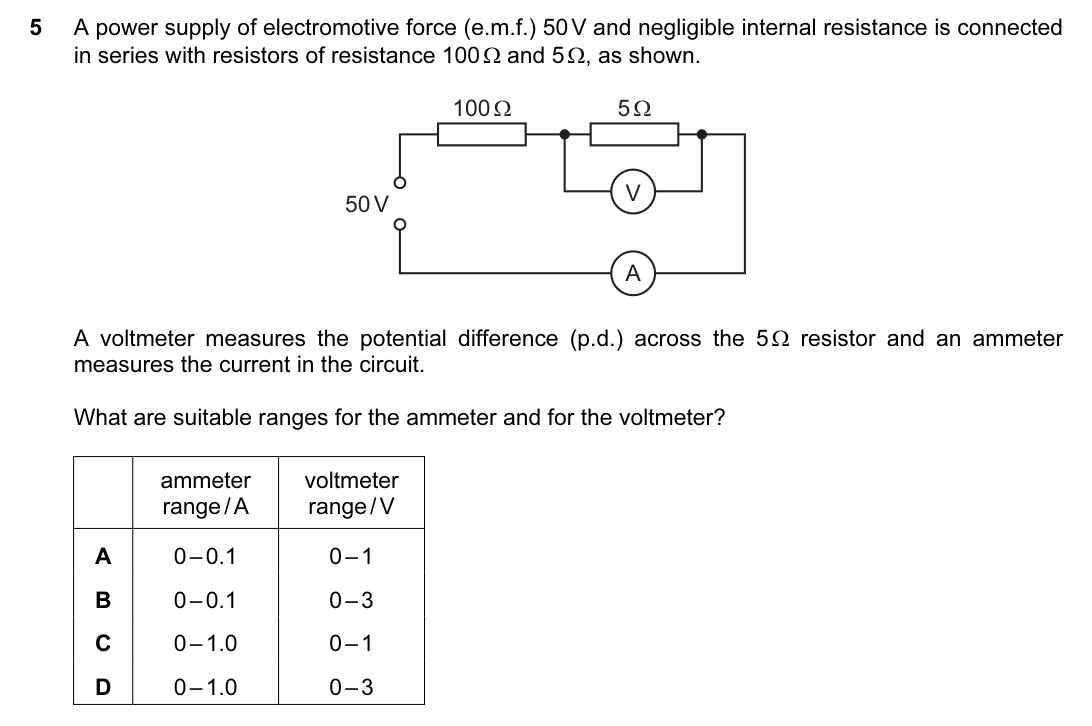 5 A power supply of electromotive force (e.m.f.) 50 V and negligible internal resistance is connected
in series with resistors of resistance 100 Ω and 5 Ω, as shown.
100 Ω 5 Ω
V
50 V
A
A voltmeter measures the potential difference (p.d.) across the 5 Ω resistor and an ammeter
measures the current in the circuit.
What are suitable ranges for the ammeter and for the voltmeter?
ammeter voltmeter
range / A range / V
A 0 – 0.1 0 – 1
B 0 – 0.1 0 – 3
C 0 – 1.0 0 – 1
D 0 – 1.0 0 – 3